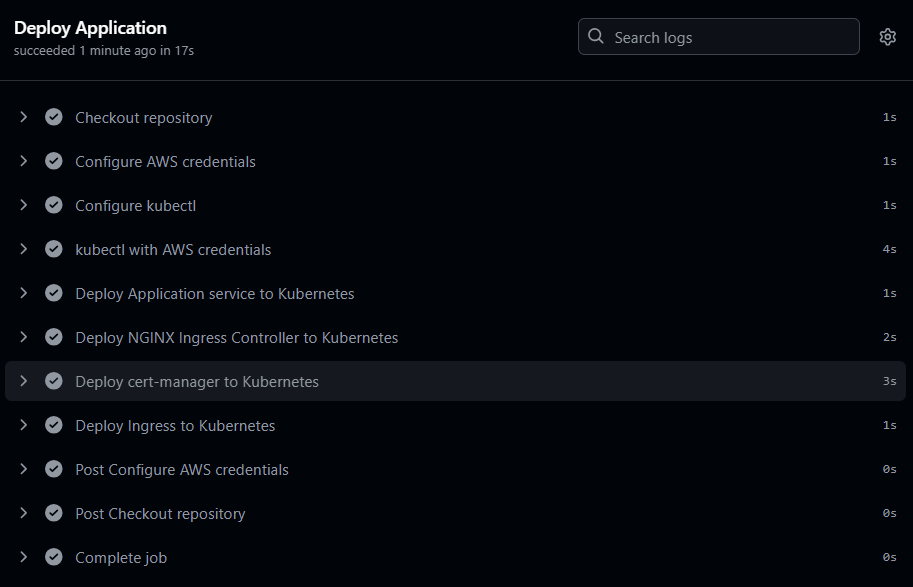 Deploy Application
succeeded 1 minute ago in 17s
Search logs
Checkout repository 1s
Configure AWS credentials 1s
Configure kubectl 1s
kubectl with AWS credentials 4s
Deploy Application service to Kubernetes 1s
Deploy NGINX Ingress Controller to Kubernetes 2s
Deploy cert-manager to Kubernetes 3s
Deploy Ingress to Kubernetes 1s
Post Configure AWS credentials 0s
Post Checkout repository 0s
Complete job 0s